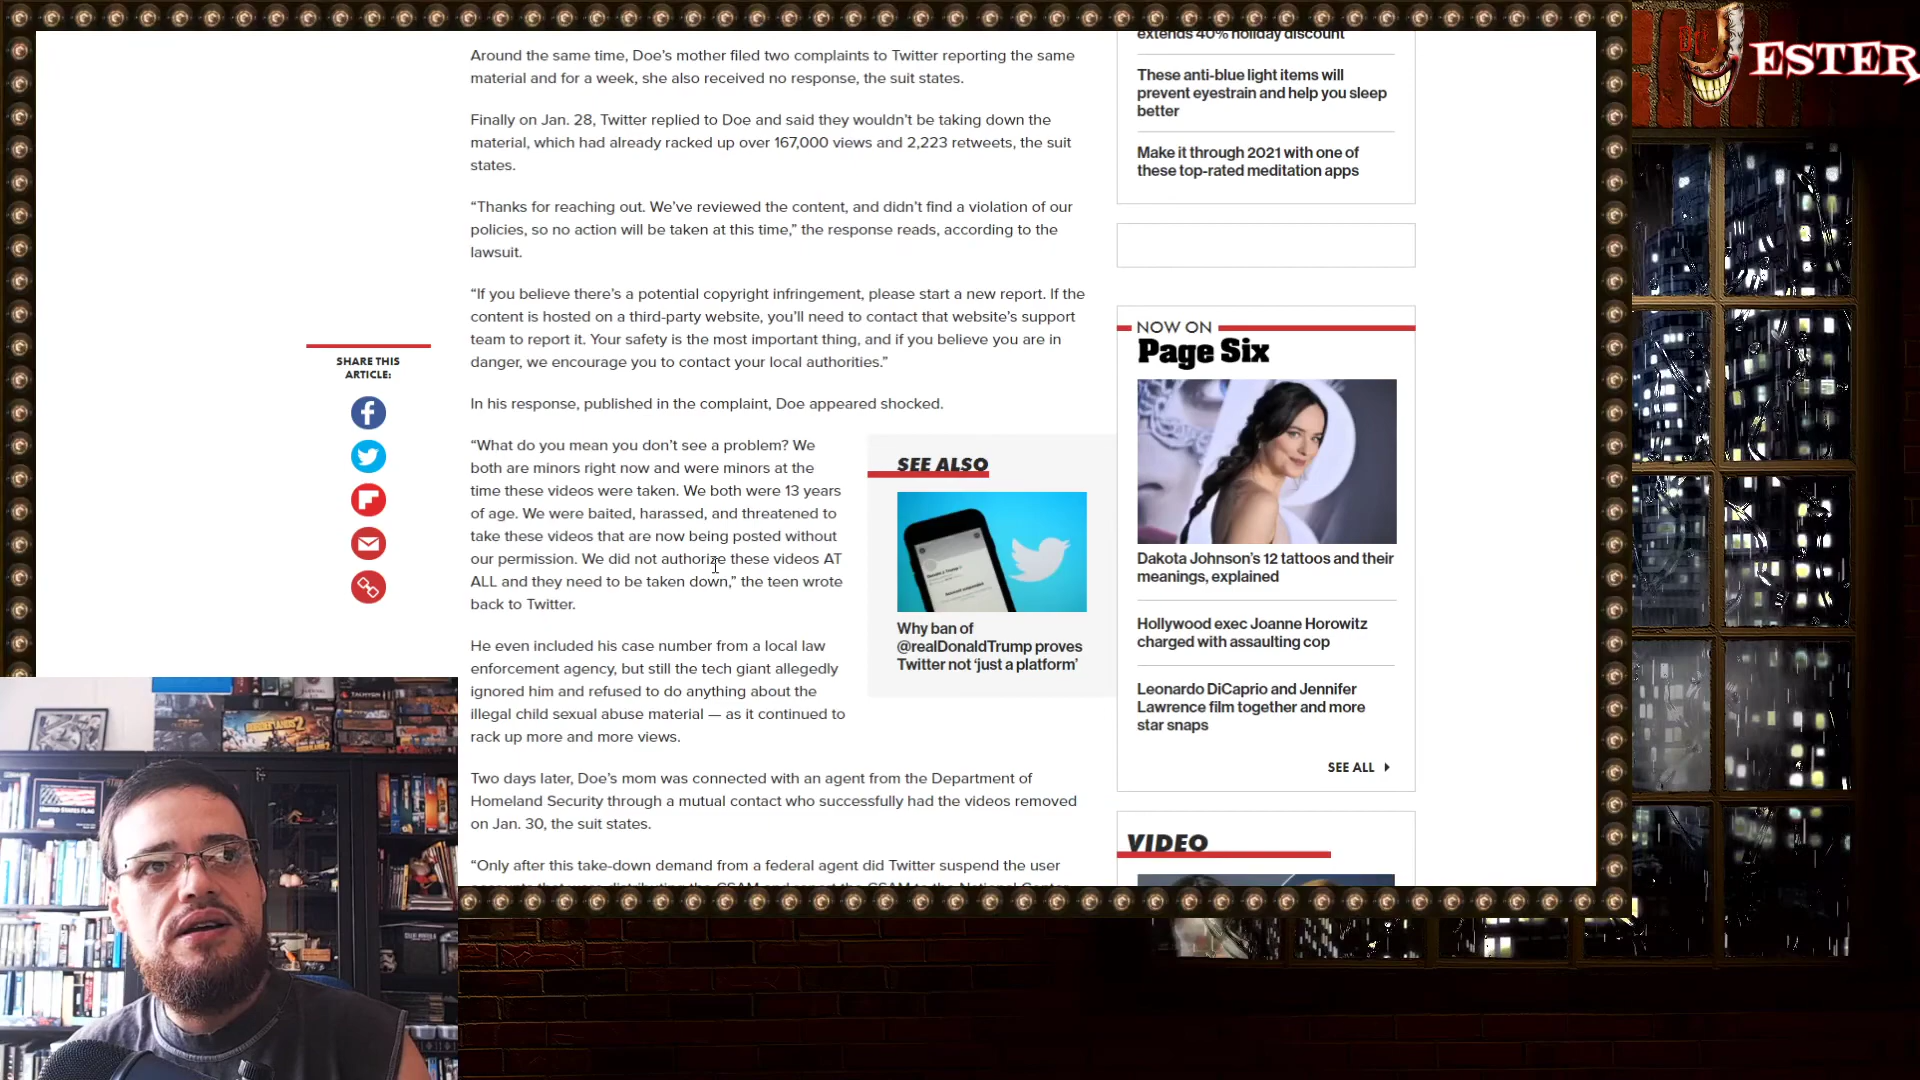 Around the same time, Doe’s mother filed two complaints to Twitter reporting the same
material and for a week, she also received no response, the suit states.
Finally on Jan. 28, Twitter replied to Doe and said they wouldn’t be taking down the
material, which had already racked up over 167,000 views and 2,223 retweets, the suit
states.
“Thanks for reaching out. We’ve reviewed the content, and didn’t find a violation of our
policies, so no action will be taken at this time,” the response reads, according to the
lawsuit.
“If you believe there’s a potential copyright infringement, please start a new report. If the
content is hosted on a third-party website, you’ll need to contact that website’s support
team to report it. Your safety is the most important thing, and if you believe you are in
danger, we encourage you to contact your local authorities.”
In his response, published in the complaint, Doe appeared shocked.
“What do you mean you don’t see a problem? We
both are minors right now and were minors at the
time these videos were taken. We both were 13 years
of age. We were baited, harassed, and threatened to
take these videos that are now being posted without
our permission. We did not authorize these videos AT
ALL and they need to be taken down,” the teen wrote
back to Twitter.
He even included his case number from a local law
enforcement agency, but still the tech giant allegedly
ignored him and refused to do anything about the
illegal child sexual abuse material — as it continued to
rack up more and more views.
Two days later, Doe’s mom was connected with an agent from the Department of
Homeland Security through a mutual contact who successfully had the videos removed
on Jan. 30, the suit states.
“Only after this take-down demand from a federal agent did Twitter suspend the user
accounts that were distributing the CSAM and report the CSAM to the National Center
SHARE THIS
ARTICLE:
SEE ALSO
Why ban of
@realDonaldTrump proves
Twitter not ‘just a platform’
extends 40% holiday discount
These anti-blue light items will
prevent eyestrain and help you sleep
better
Make it through 2021 with one of
these top-rated meditation apps
NOW ON
Page Six
Dakota Johnson’s 12 tattoos and their
meanings, explained
Hollywood exec Joanne Horowitz
charged with assaulting cop
Leonardo DiCaprio and Jennifer
Lawrence film together and more
star snaps
SEE ALL
VIDEO
ESTER
BORDERLANDS 2
UNITED STATES FLAG